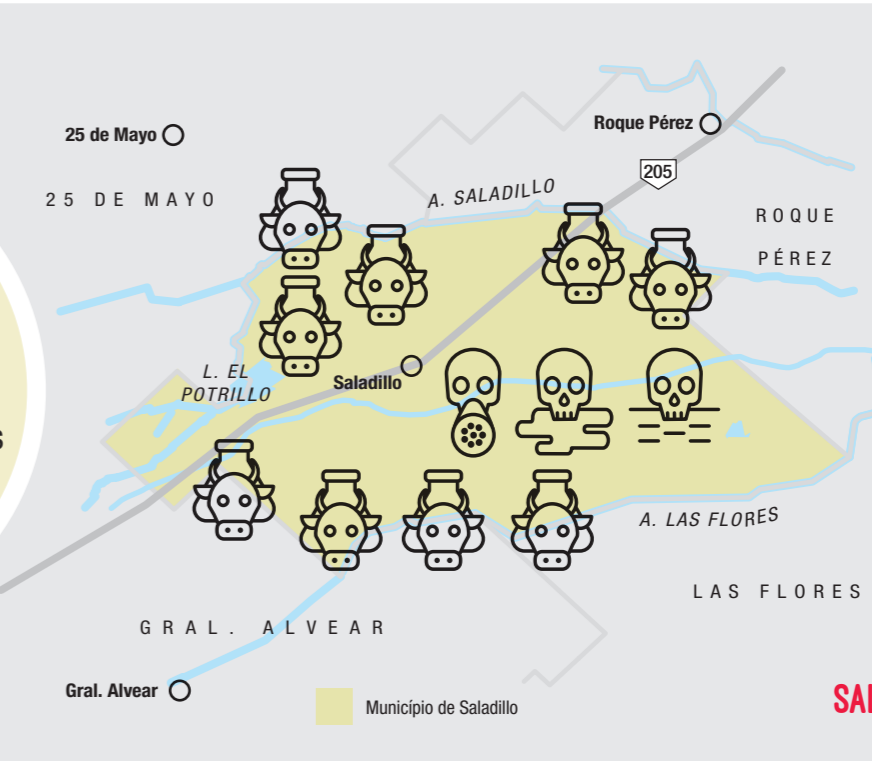 25 de Mayo
Roque Pérez
205
25 DE MAYO
A. SALADILLO
ROQUE
PÉREZ
L. EL
POTRILLO
Saladillo
S
A. LAS FLORES
LAS FLORES
GRAL. ALVEAR
Gral. Alvear
Município de Saladillo